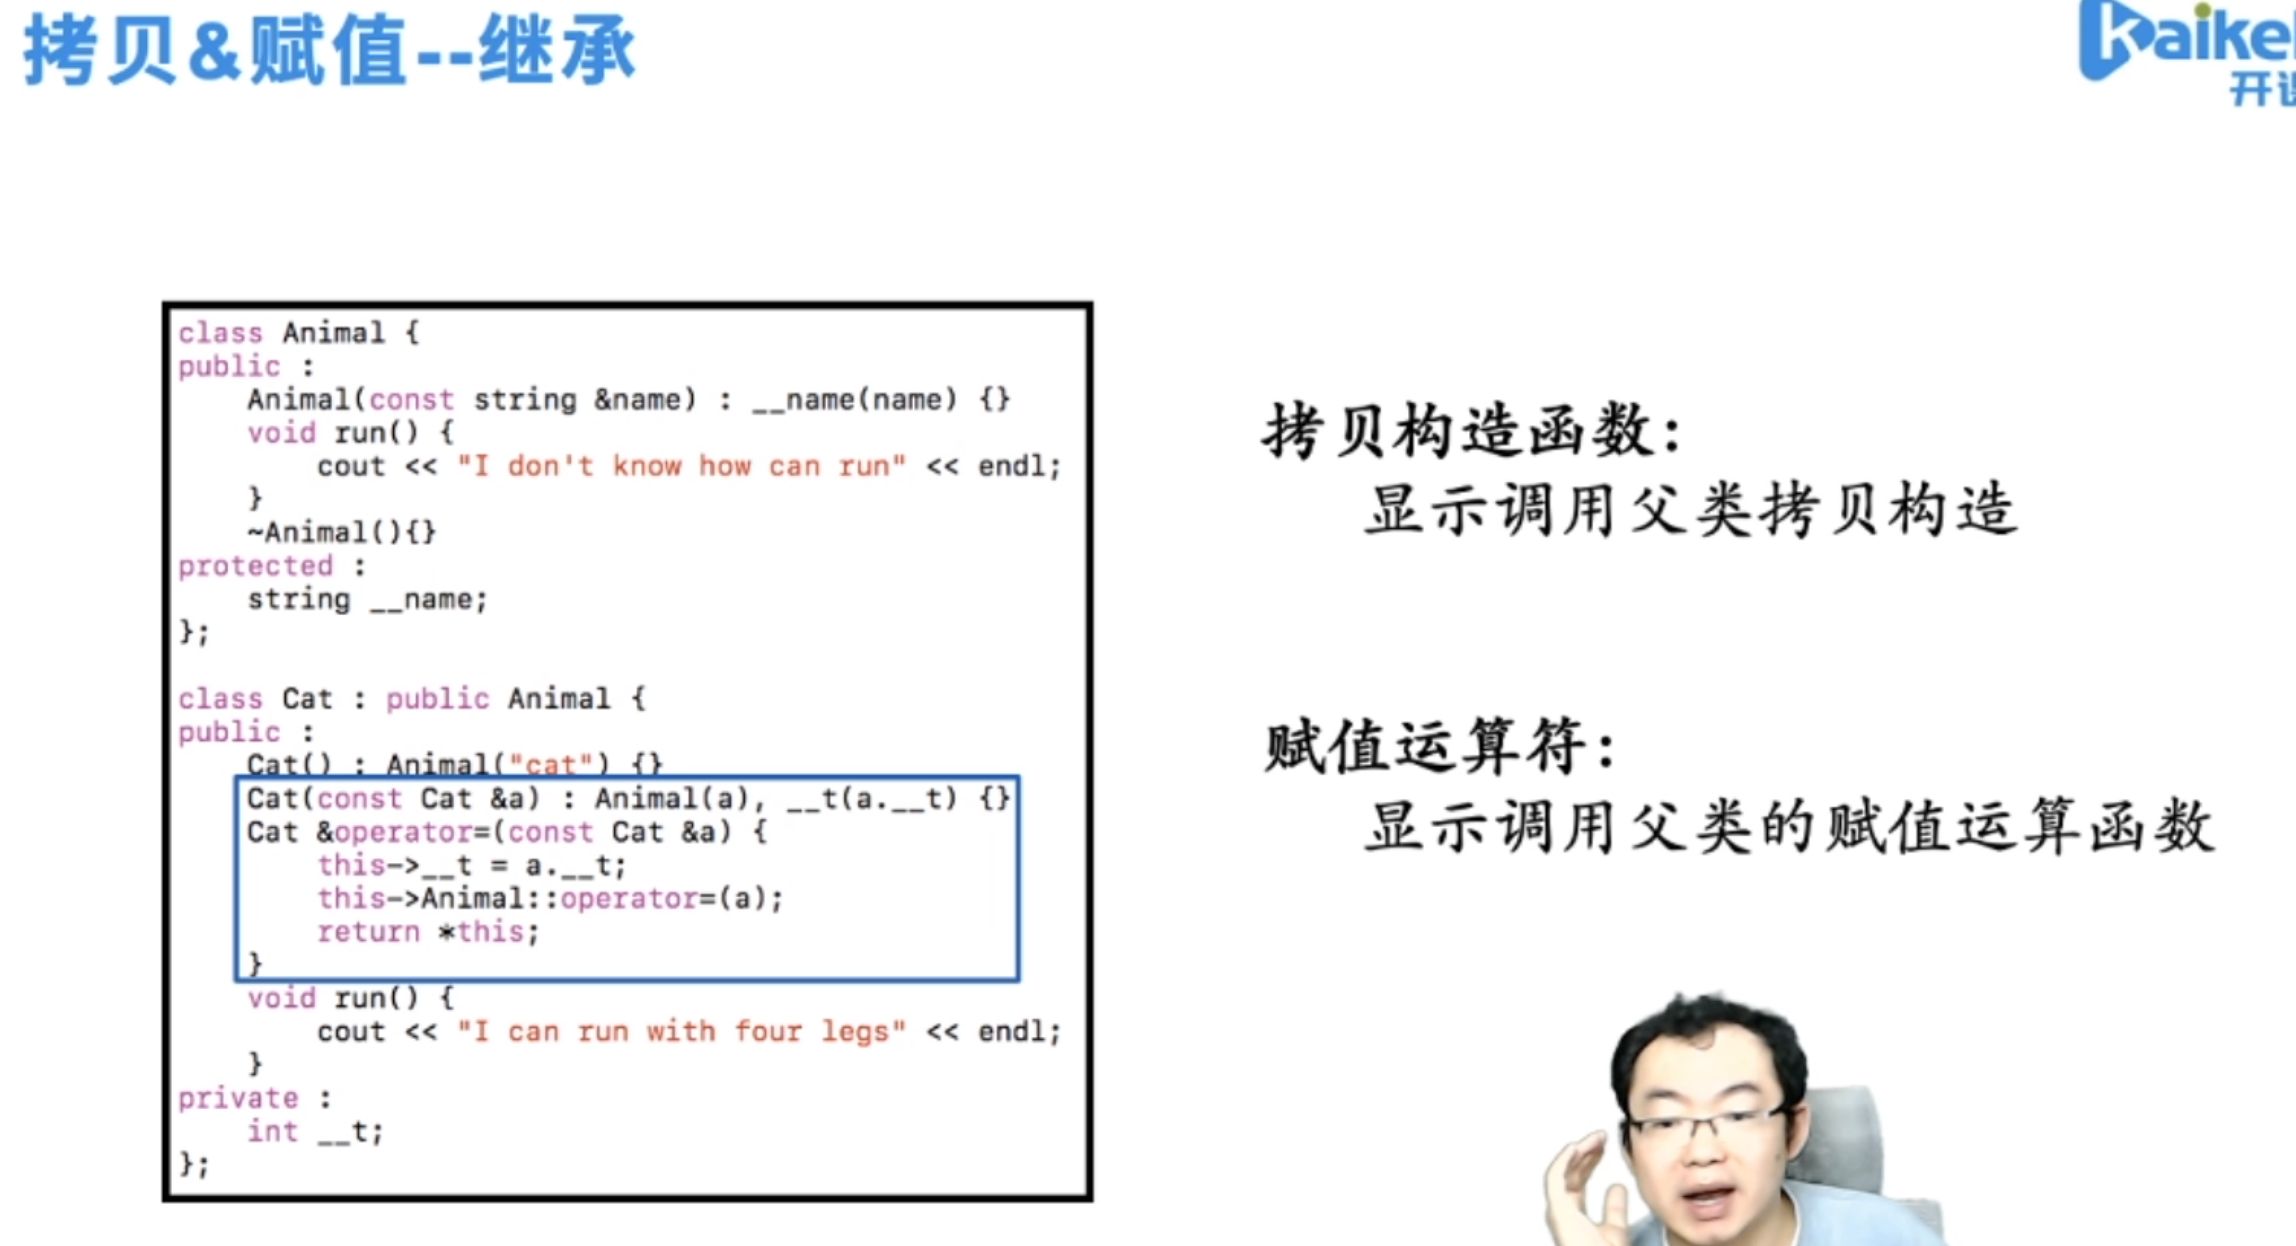 拷贝&赋值--继承
kaike
开课
class Animal {
public :
    Animal(const string &name) : __name(name) {}
    void run() {
        cout << "I don't know how can run" << endl;
    }
    ~Animal(){}
protected :
    string __name;
};
class Cat : public Animal {
public :
    Cat() : Animal("cat") {}
    Cat(const Cat &a) : Animal(a), __t(a.__t) {}
    Cat &operator=(const Cat &a) {
        this->__t = a.__t;
        this->Animal::operator=(a);
        return *this;
    }
    void run() {
        cout << "I can run with four legs" << endl;
    }
private :
    int __t;
};
拷贝构造函数:
显示调用父类拷贝构造
赋值运算符:
显示调用父类的赋值运算函数